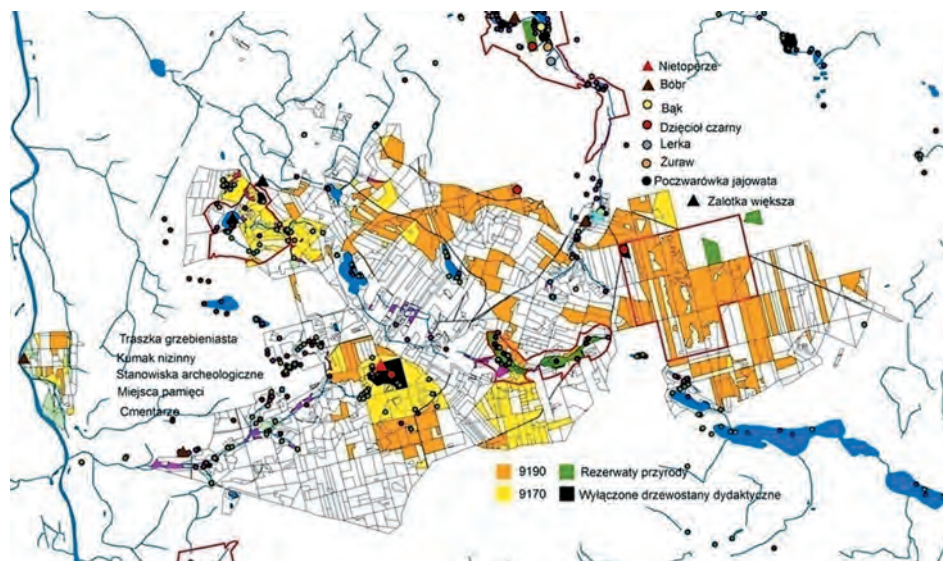 Nietoperze
Bóbr
Bąk
Dzięcioł czarny
Lerka
Żuraw
Poczwarówka jajowata
Zalotka większa
Traszka grzebieniasta
Kumak nizinny
Stanowiska archeologiczne
Miejsca pamięci
Cmentarze
9190
Rezerwaty przyrody
9170
Wyłączone drzewostany dydaktyczne